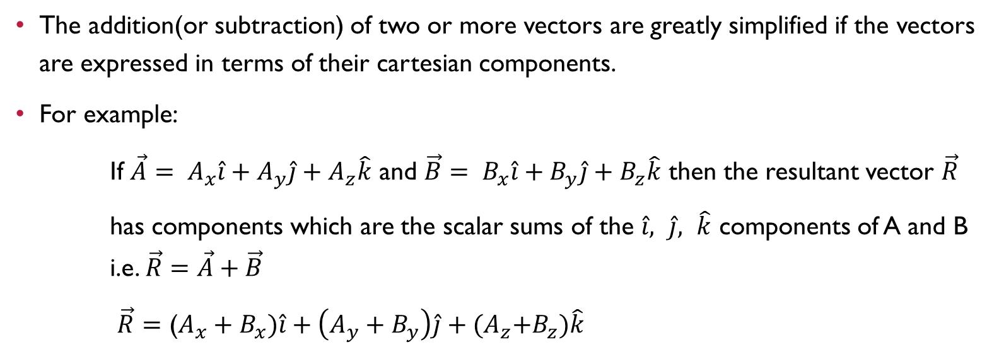 • The addition(or subtraction) of two or more vectors are greatly simplified if the vectors
are expressed in terms of their cartesian components.
• For example:
If $\vec{A} = A_x\hat{\imath} + A_y\hat{\jmath} + A_z\hat{k}$ and $\vec{B} = B_x\hat{\imath} + B_y\hat{\jmath} + B_z\hat{k}$ then the resultant vector $\vec{R}$
has components which are the scalar sums of the $\hat{\imath}, \hat{\jmath}, \hat{k}$ components of A and B
i.e. $\vec{R} = \vec{A} + \vec{B}$
$\vec{R} = (A_x + B_x)\hat{\imath} + (A_y + B_y)\hat{\jmath} + (A_z + B_z)\hat{k}$